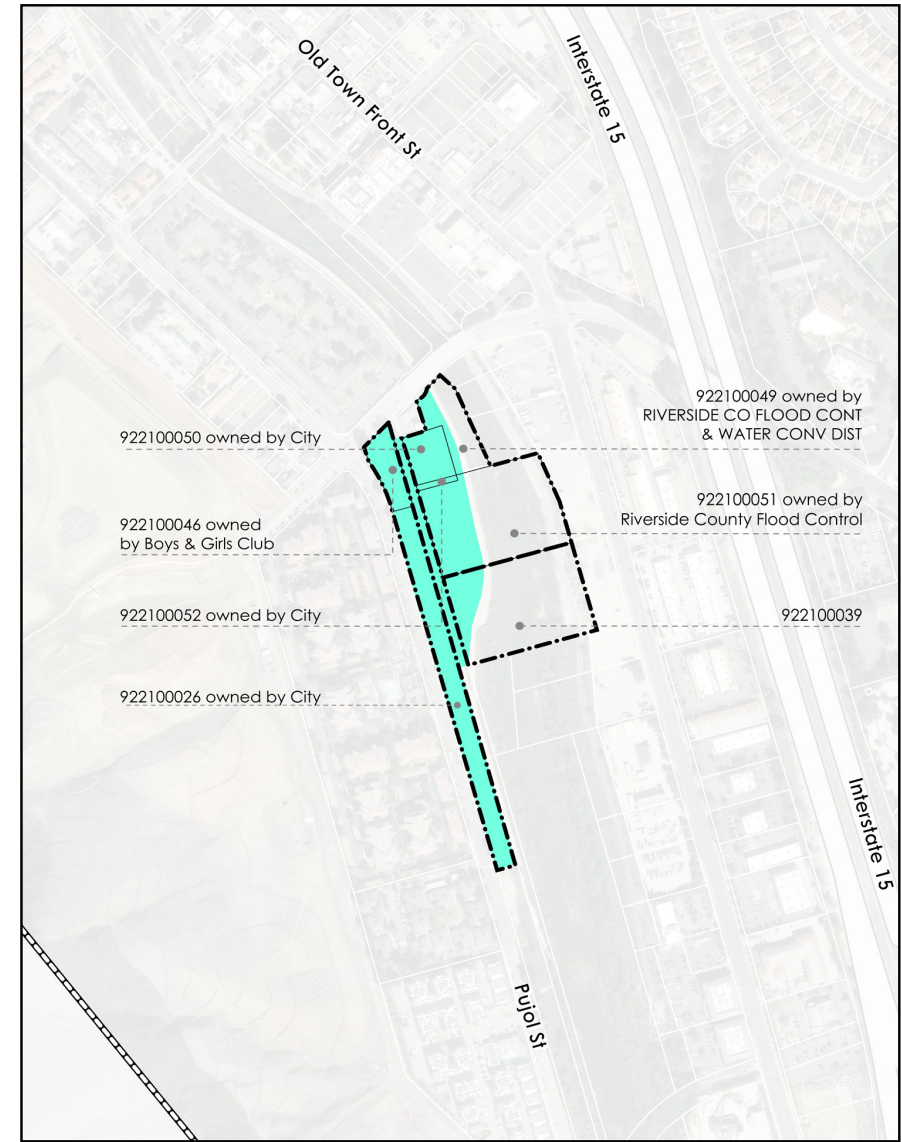 Old Town Front St
Interstate 15
922100049 owned by
RIVERSIDE CO FLOOD CONT
& WATER CONV DIST
922100050 owned by City
922100051 owned by
Riverside County Flood Control
922100046 owned
by Boys & Girls Club
922100052 owned by City
922100039
922100026 owned by City
Interstate 15
Pujol St